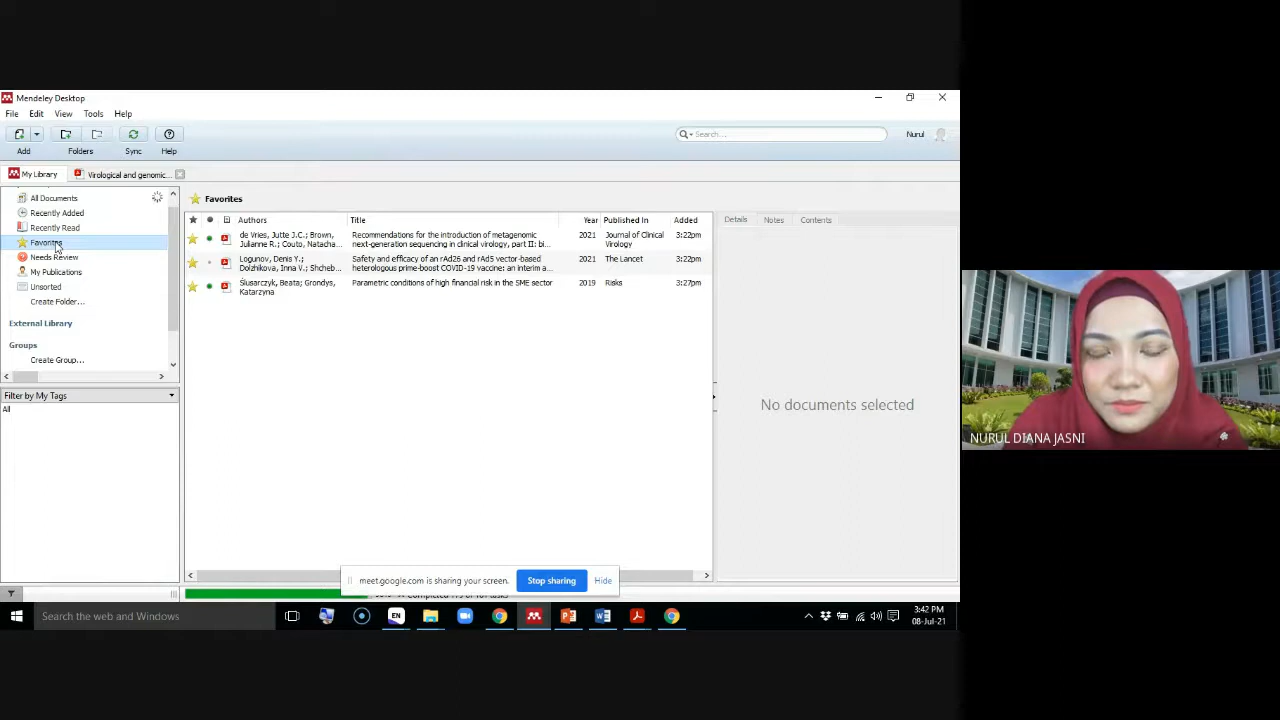 Mendeley Desktop
File Edit View Tools Help
Add Folders Sync Help
Search...
Nurul
My Library
Virological and genomic...
All Documents
Recently Added
Recently Read
Favorites
Needs Review
My Publications
Unsorted
Create Folder...
External Library
Groups
Create Group...
Filter by My Tags
All
Favorites
Authors Title Year Published In Added
de Vries, Jutte J.C.; Brown, Recommendations for the introduction of metagenomic 2021 Journal of Clinical 3:22pm
Julianne R.; Couto, Natacha... next-generation sequencing in clinical virology, part II: bi... Virology
Logunov, Denis Y.; Safety and efficacy of an rAd26 and rAd5 vector-based 2021 The Lancet 3:22pm
Dolzhikova, Inna V.; Shcheb... heterologous prime-boost COVID-19 vaccine: an interim a...
Ślusarczyk, Beata; Grondys, Parametric conditions of high financial risk in the SME sector 2019 Risks 3:27pm
Katarzyna
Details Notes Contents
No documents selected
NURUL DIANA JASNI
meet.google.com is sharing your screen. Stop sharing Hide
Search the web and Windows
EN
3:42 PM
08-Jul-21